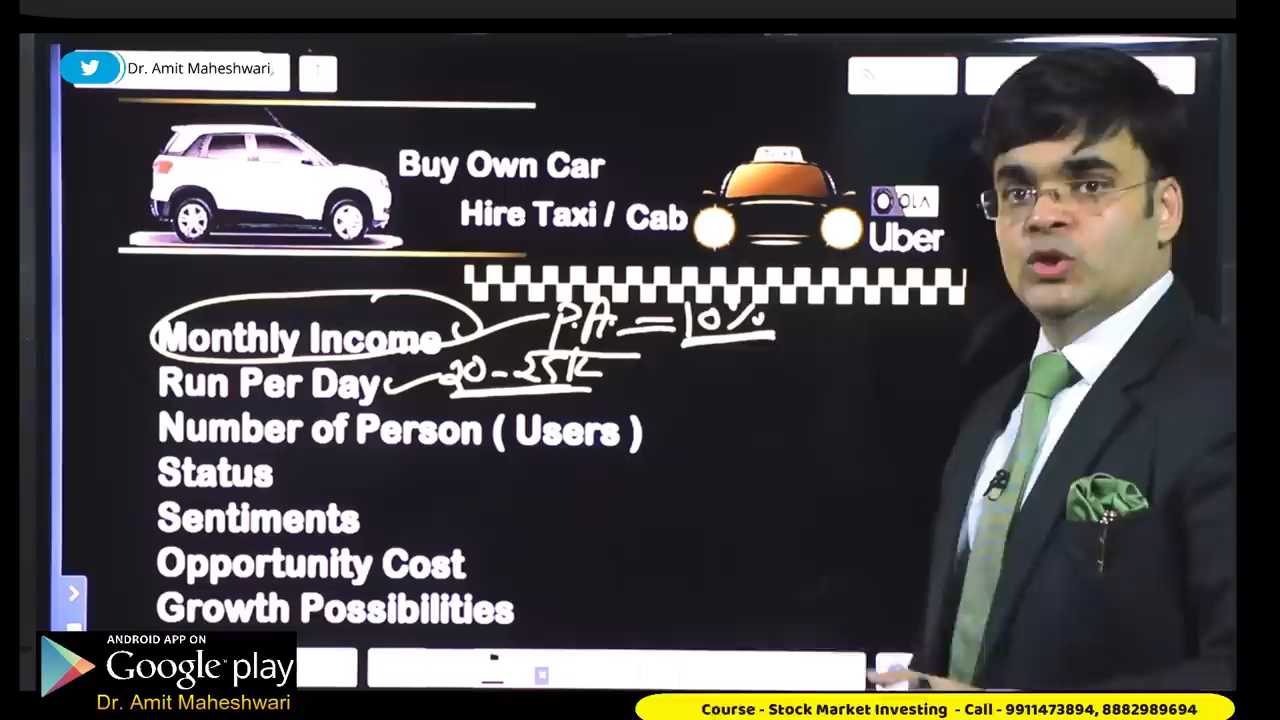 Dr. Amit Maheshwari
Buy Own Car
Hire Taxi / Cab
OLA
Uber
Monthly Income P.A. = 10%
Run Per Day 20 - 25K
Number of Person ( Users )
Status
Sentiments
Opportunity Cost
Growth Possibilities
ANDROID APP ON
Google play
Dr. Amit Maheshwari
Course - Stock Market Investing - Call - 9911473894, 8882989694